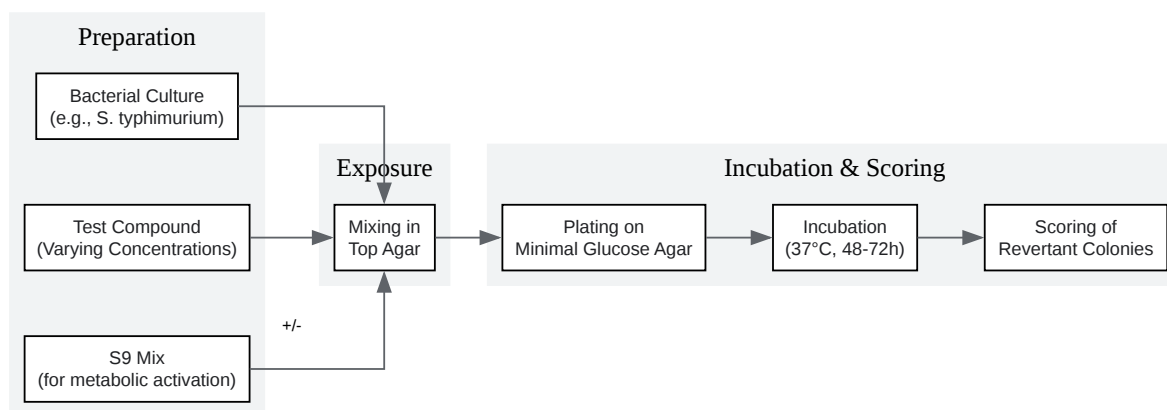 Preparation
Bacterial Culture
(e.g., S. typhimurium)
Test Compound
(Varying Concentrations)
S9 Mix
(for metabolic activation)
+/-
Exposure
Mixing in
Top Agar
Incubation & Scoring
Plating on
Minimal Glucose Agar
Incubation
(37°C, 48-72h)
Scoring of
Revertant Colonies